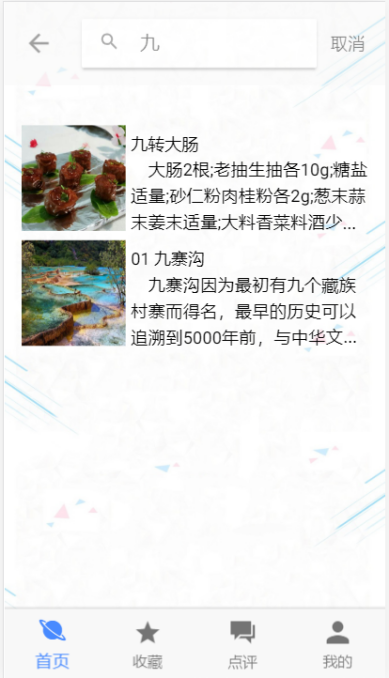 九
取消
九转大肠
大肠2根;老抽生抽各10g;糖盐
适量;砂仁粉肉桂粉各2g;葱末蒜
末姜末适量;大料香菜料酒少...
01 九寨沟
九寨沟因为最初有九个藏族
村寨而得名，最早的历史可以
追溯到5000年前，与中华文...
首页
收藏
点评
我的